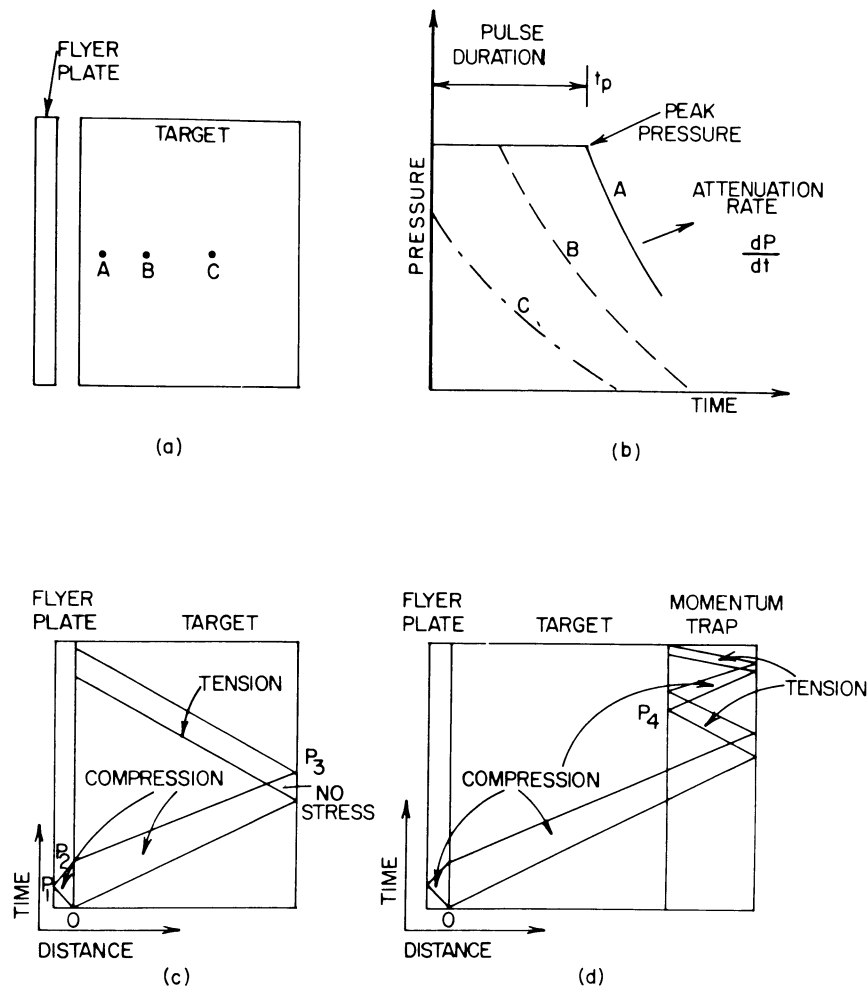 FLYER
PLATE
TARGET
A
B
C
(a)
PULSE
DURATION
tp
PEAK
PRESSURE
PRESSURE
A
ATTENUATION
RATE
dP
dt
B
C
TIME
(b)
FLYER
PLATE
TARGET
TENSION
P3
COMPRESSION
NO
STRESS
P2
P1
TIME
O
DISTANCE
(c)
FLYER
PLATE
TARGET
MOMENTUM
TRAP
TENSION
P4
COMPRESSION
TIME
O
DISTANCE
(d)